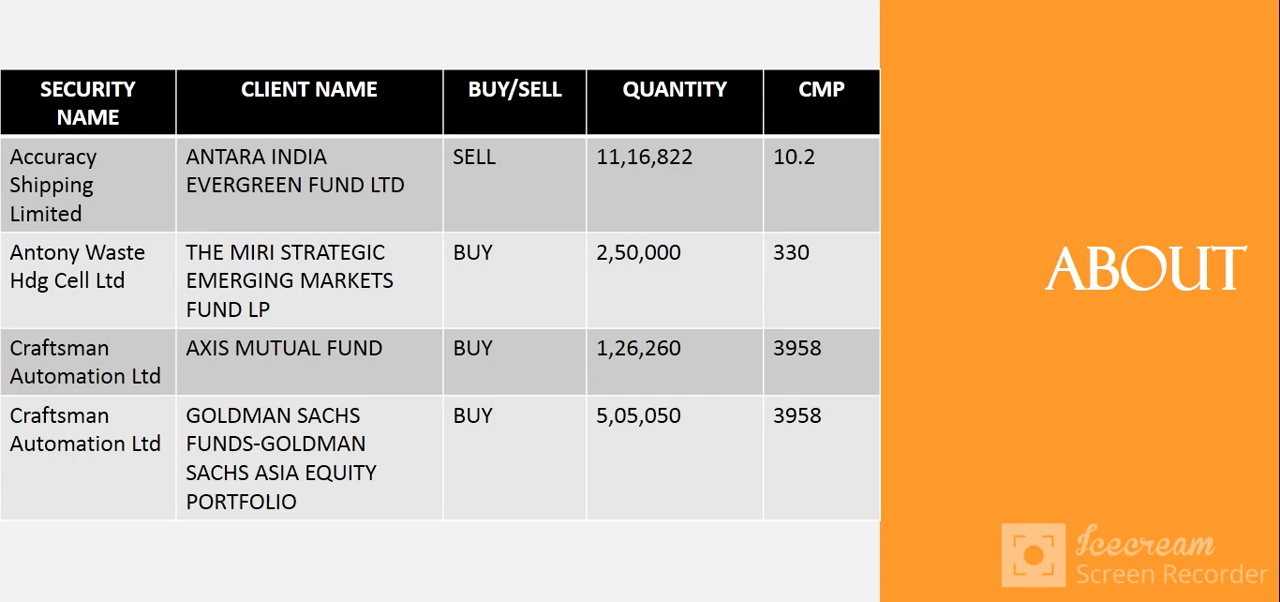 SECURITY NAME CLIENT NAME BUY/SELL QUANTITY CMP
Accuracy Shipping Limited ANTARA INDIA EVERGREEN FUND LTD SELL 11,16,822 10.2
Antony Waste Hdg Cell Ltd THE MIRI STRATEGIC EMERGING MARKETS FUND LP BUY 2,50,000 330
Craftsman Automation Ltd AXIS MUTUAL FUND BUY 1,26,260 3958
Craftsman Automation Ltd GOLDMAN SACHS FUNDS-GOLDMAN SACHS ASIA EQUITY PORTFOLIO BUY 5,05,050 3958
ABOUT
Icecream
Screen Recorder